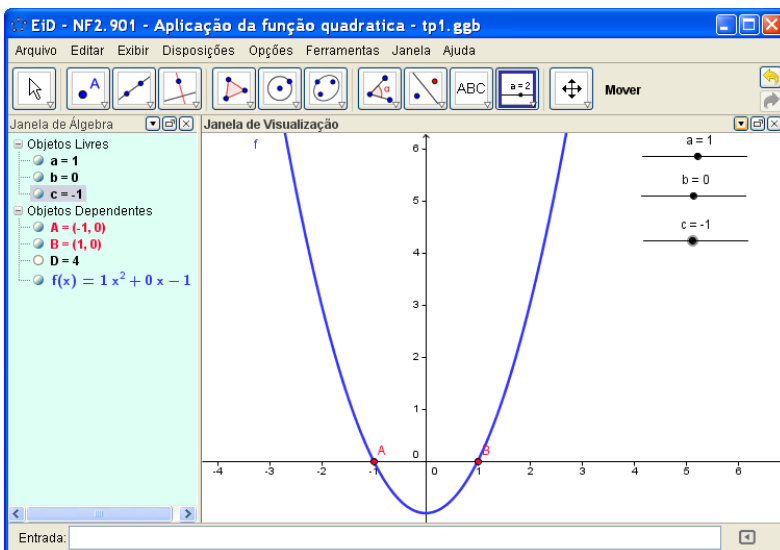 EiD - NF2.901 - Aplicação da função quadratica - tp1.ggb
Arquivo Editar Exibir Disposições Opções Ferramentas Janela Ajuda
A α ABC a=2 Mover
Janela de Álgebra
Objetos Livres
a = 1
b = 0
c = -1
Objetos Dependentes
A = (-1, 0)
B = (1, 0)
D = 4
f(x) = 1 x² + 0 x − 1
Janela de Visualização
f
a = 1
b = 0
c = -1
6
5
4
3
2
1
0
A B
-4 -3 -2 -1 0 1 2 3 4 5 6
Entrada: